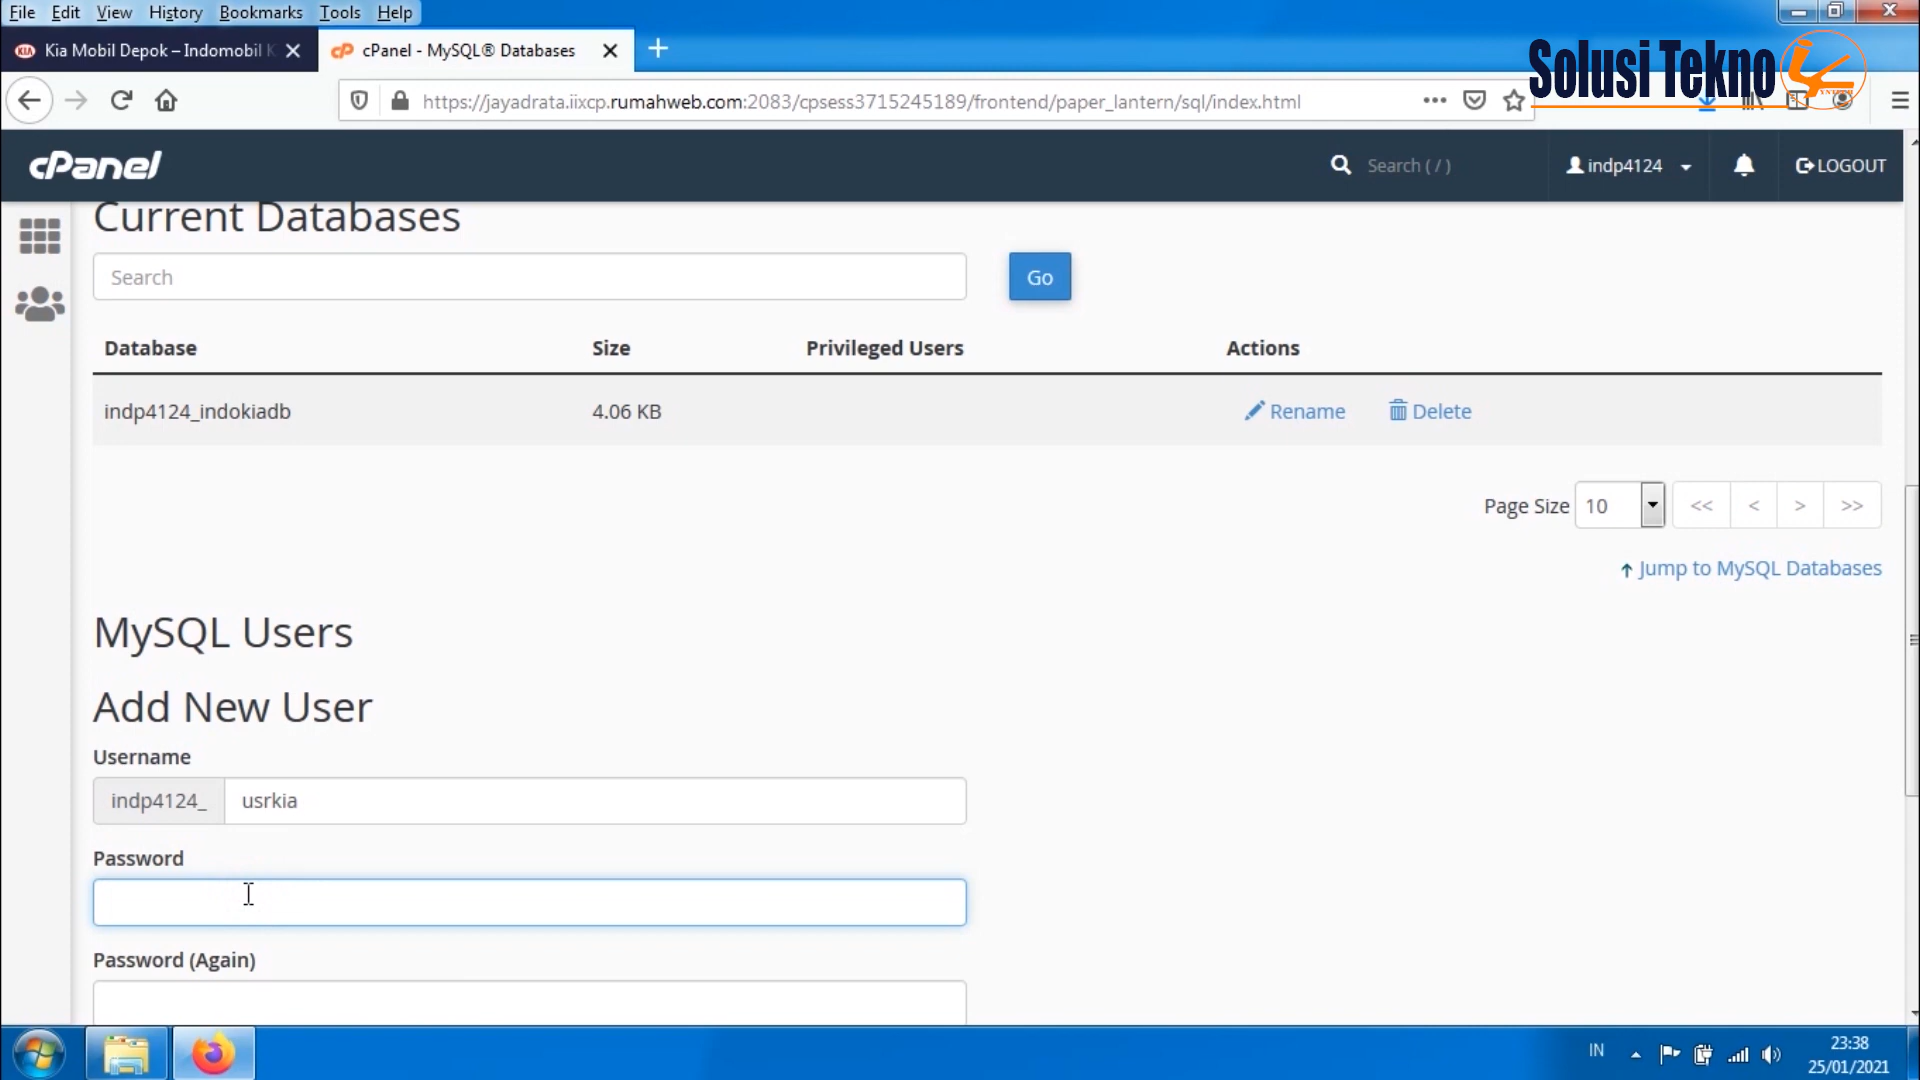 File Edit View History Bookmarks Tools Help
KIA Kia Mobil Depok – Indomobil K
cPanel - MySQL® Databases
https://jayadrata.iixcp.rumahweb.com:2083/cpsess3715245189/frontend/paper_lantern/sql/index.html
Solusi Tekno
cPanel
Search ( / )
indp4124
LOGOUT
Current Databases
Search
Go
Database Size Privileged Users Actions
indp4124_indokiadb 4.06 KB Rename Delete
Page Size 10 << < > >>
Jump to MySQL Databases
MySQL Users
Add New User
Username
indp4124_ usrkia
Password
Password (Again)
IN
23:38
25/01/2021